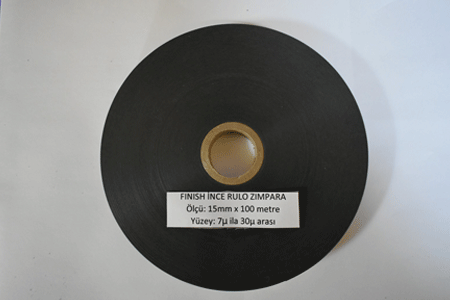 FINISH İNCE RULO ZIMPARA
Ölçü: 15mm x 100 metre
Yüzey: 7µ ila 30µ arası